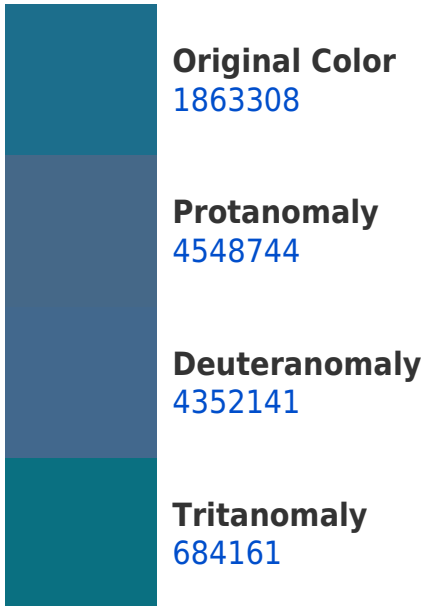 Original Color
1863308
Protanomaly
4548744
Deuteranomaly
4352141
Tritanomaly
684161